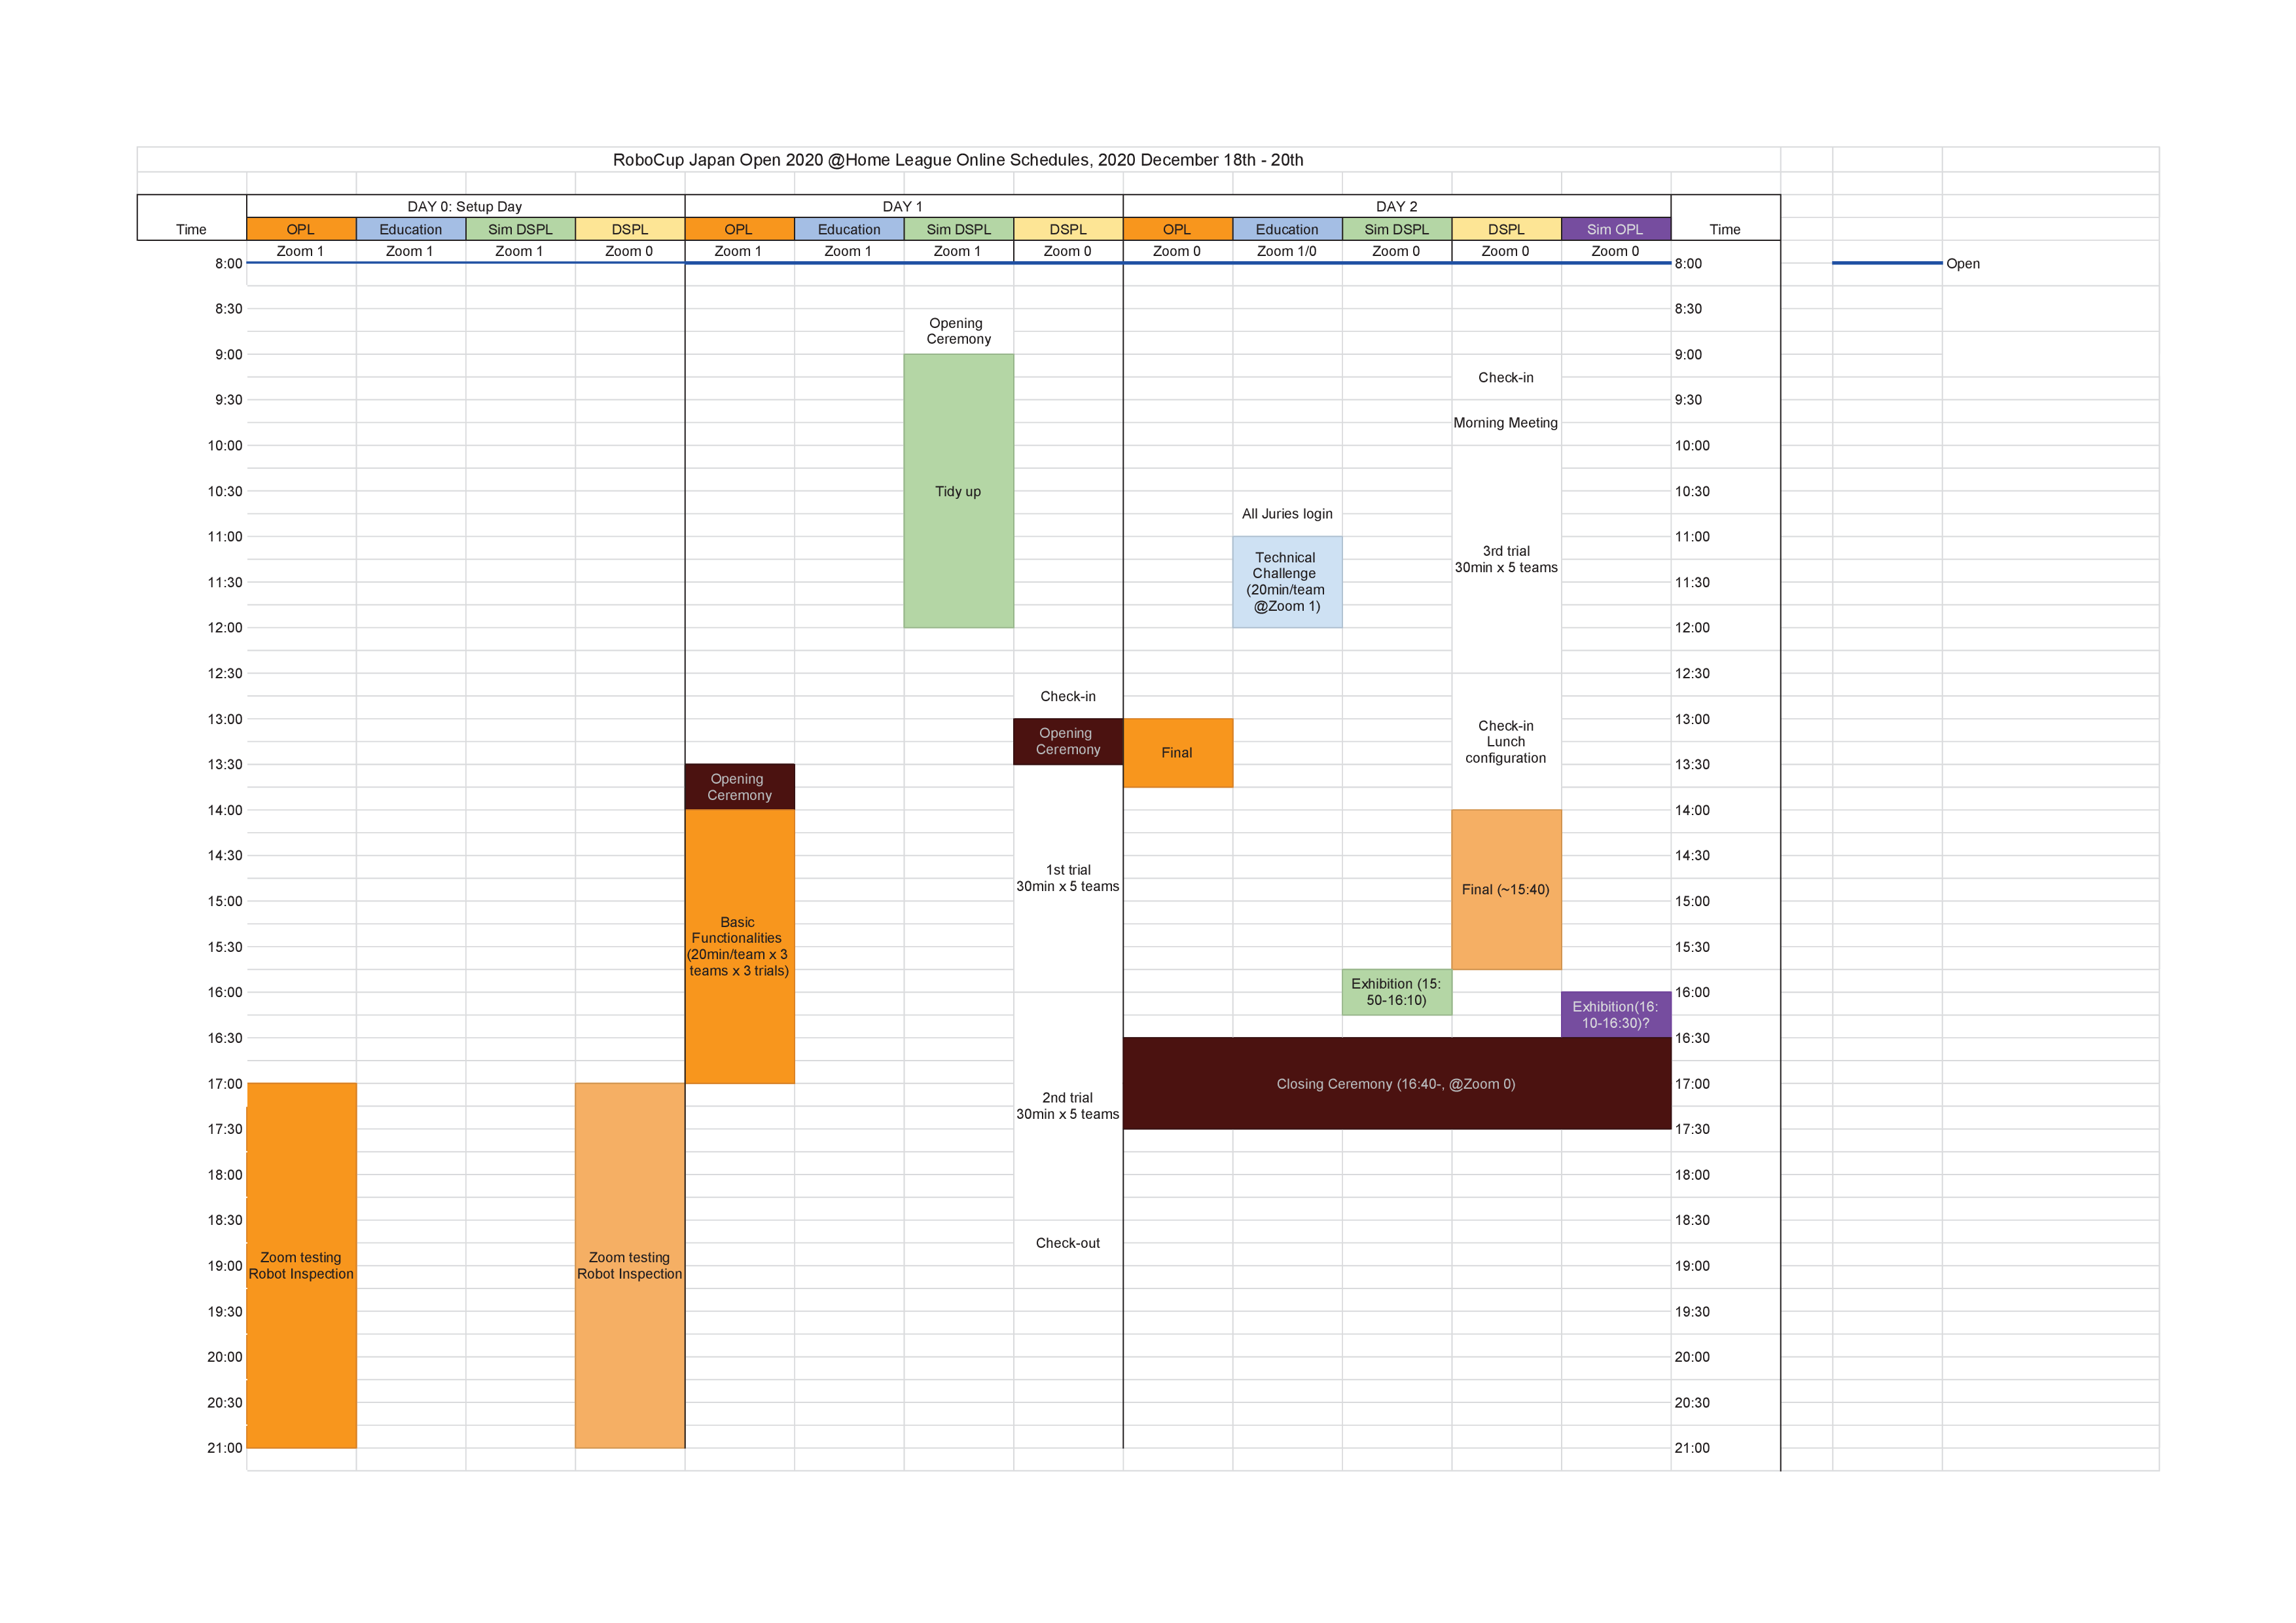 RoboCup Japan Open 2020 @Home League Online Schedules, 2020 December 18th - 20th
Time DAY 0: Setup Day DAY 1 DAY 2 Time
OPL Education Sim DSPL DSPL OPL Education Sim DSPL DSPL OPL Education Sim DSPL DSPL Sim OPL
Zoom 1 Zoom 1 Zoom 1 Zoom 0 Zoom 1 Zoom 1 Zoom 1 Zoom 0 Zoom 0 Zoom 1/0 Zoom 0 Zoom 0 Zoom 0
8:00 8:00 Open
8:30 8:30
Opening
Ceremony
9:00 9:00
Check-in
9:30 9:30
Morning Meeting
10:00 10:00
10:30 Tidy up 10:30
All Juries login
11:00 11:00
Technical
Challenge
(20min/team
@Zoom 1)
3rd trial
30min x 5 teams
11:30 11:30
12:00 12:00
12:30 12:30
Check-in
13:00 13:00
Opening
Ceremony
Final
Check-in
Lunch
configuration
13:30 13:30
Opening
Ceremony
14:00 14:00
14:30 14:30
1st trial
30min x 5 teams
Final (~15:40)
15:00 15:00
Basic
Functionalities
(20min/team x 3
teams x 3 trials)
15:30 15:30
Exhibition (15:
50-16:10)
16:00 16:00
Exhibition(16:
10-16:30)?
16:30 16:30
17:00 Closing Ceremony (16:40-, @Zoom 0) 17:00
2nd trial
30min x 5 teams
17:30 17:30
18:00 18:00
18:30 18:30
Check-out
19:00 19:00
Zoom testing
Robot Inspection
Zoom testing
Robot Inspection
19:30 19:30
20:00 20:00
20:30 20:30
21:00 21:00